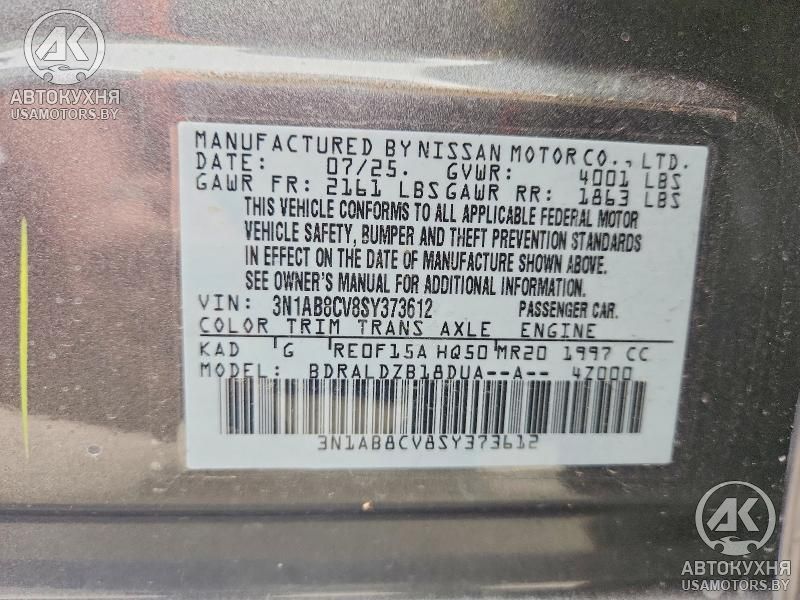 AK
АВТОКУХНЯ
USAMOTORS.BY
MANUFACTURED BY NISSAN MOTOR CO., LTD.
DATE: 07/25. GVWR: 4001 LBS
GAWR FR: 2161 LBS GAWR RR: 1863 LBS
THIS VEHICLE CONFORMS TO ALL APPLICABLE FEDERAL MOTOR
VEHICLE SAFETY, BUMPER AND THEFT PREVENTION STANDARDS
IN EFFECT ON THE DATE OF MANUFACTURE SHOWN ABOVE.
SEE OWNER'S MANUAL FOR ADDITIONAL INFORMATION.
VIN: 3N1AB8CV8SY373612 PASSENGER CAR.
COLOR TRIM TRANS AXLE ENGINE
KAD G RE0F15A HQ50 MR20 1997 CC
MODEL: BDRALDZB18DUA--A-- 4Z000
3N1AB8CV8SY373612
AK
АВТОКУХНЯ
USAMOTORS.BY